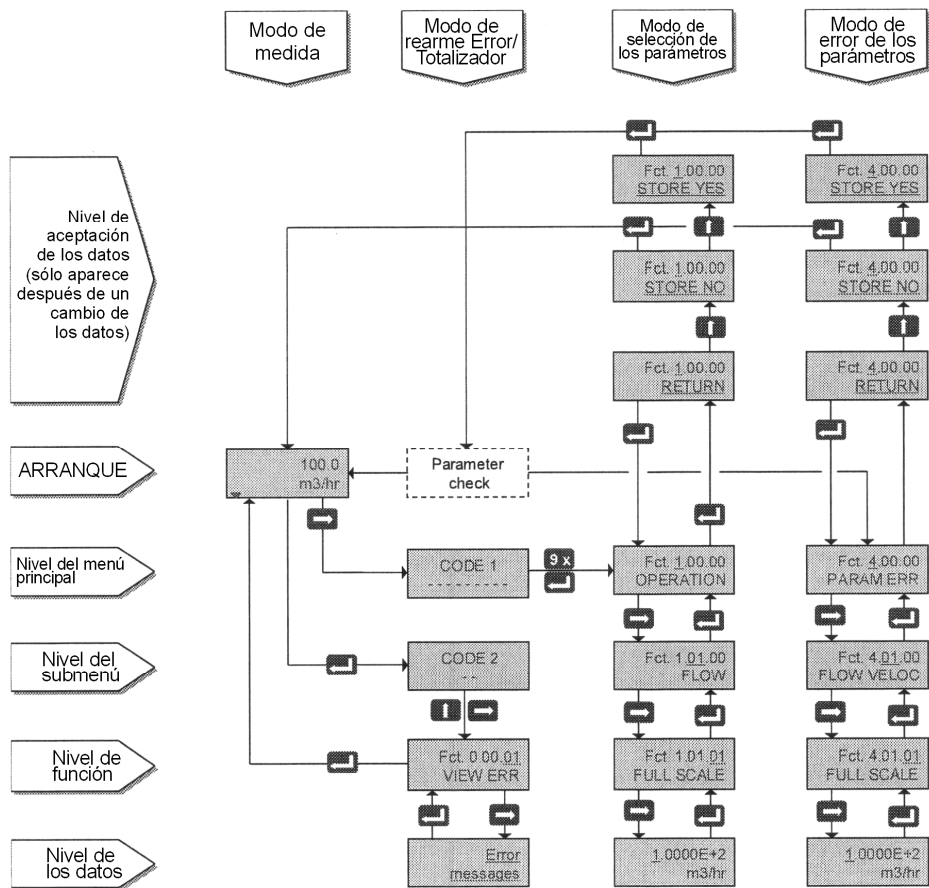 Modo de
medida
Modo de
rearme Error/
Totalizador
Modo de
selección de
los parámetros
Modo de
error de los
parámetros
Nivel de
aceptación
de los datos
(sólo aparece
después de un
cambio de
los datos)
Fct. 1.00.00
STORE YES
Fct. 4.00.00
STORE YES
Fct. 1.00.00
STORE NO
Fct. 4.00.00
STORE NO
Fct. 1.00.00
RETURN
Fct. 4.00.00
RETURN
ARRANQUE
100.0
m3/hr
Parameter
check
Nivel del menú
principal
CODE 1
- - - - - - - - -
9 x
Fct. 1.00.00
OPERATION
Fct. 4.00.00
PARAM ERR
Nivel del
submenú
CODE 2
- -
Fct. 1.01.00
FLOW
Fct. 4.01.00
FLOW VELOC
Nivel de
función
Fct. 0.00.01
VIEW ERR
Fct. 1.01.01
FULL SCALE
Fct. 4.01.01
FULL SCALE
Nivel de
los datos
Error
messages
1.0000E+2
m3/hr
1.0000E+2
m3/hr